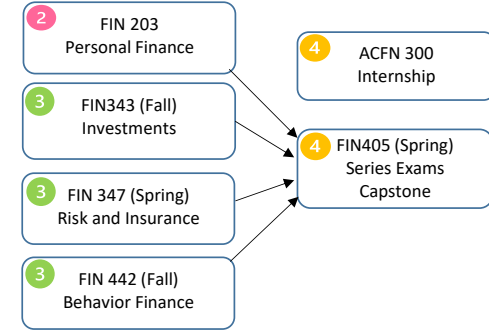 2
FIN 203
Personal Finance
3
FIN343 (Fall)
Investments
3
FIN 347 (Spring)
Risk and Insurance
3
FIN 442 (Fall)
Behavior Finance
4
ACFN 300
Internship
4
FIN405 (Spring)
Series Exams
Capstone